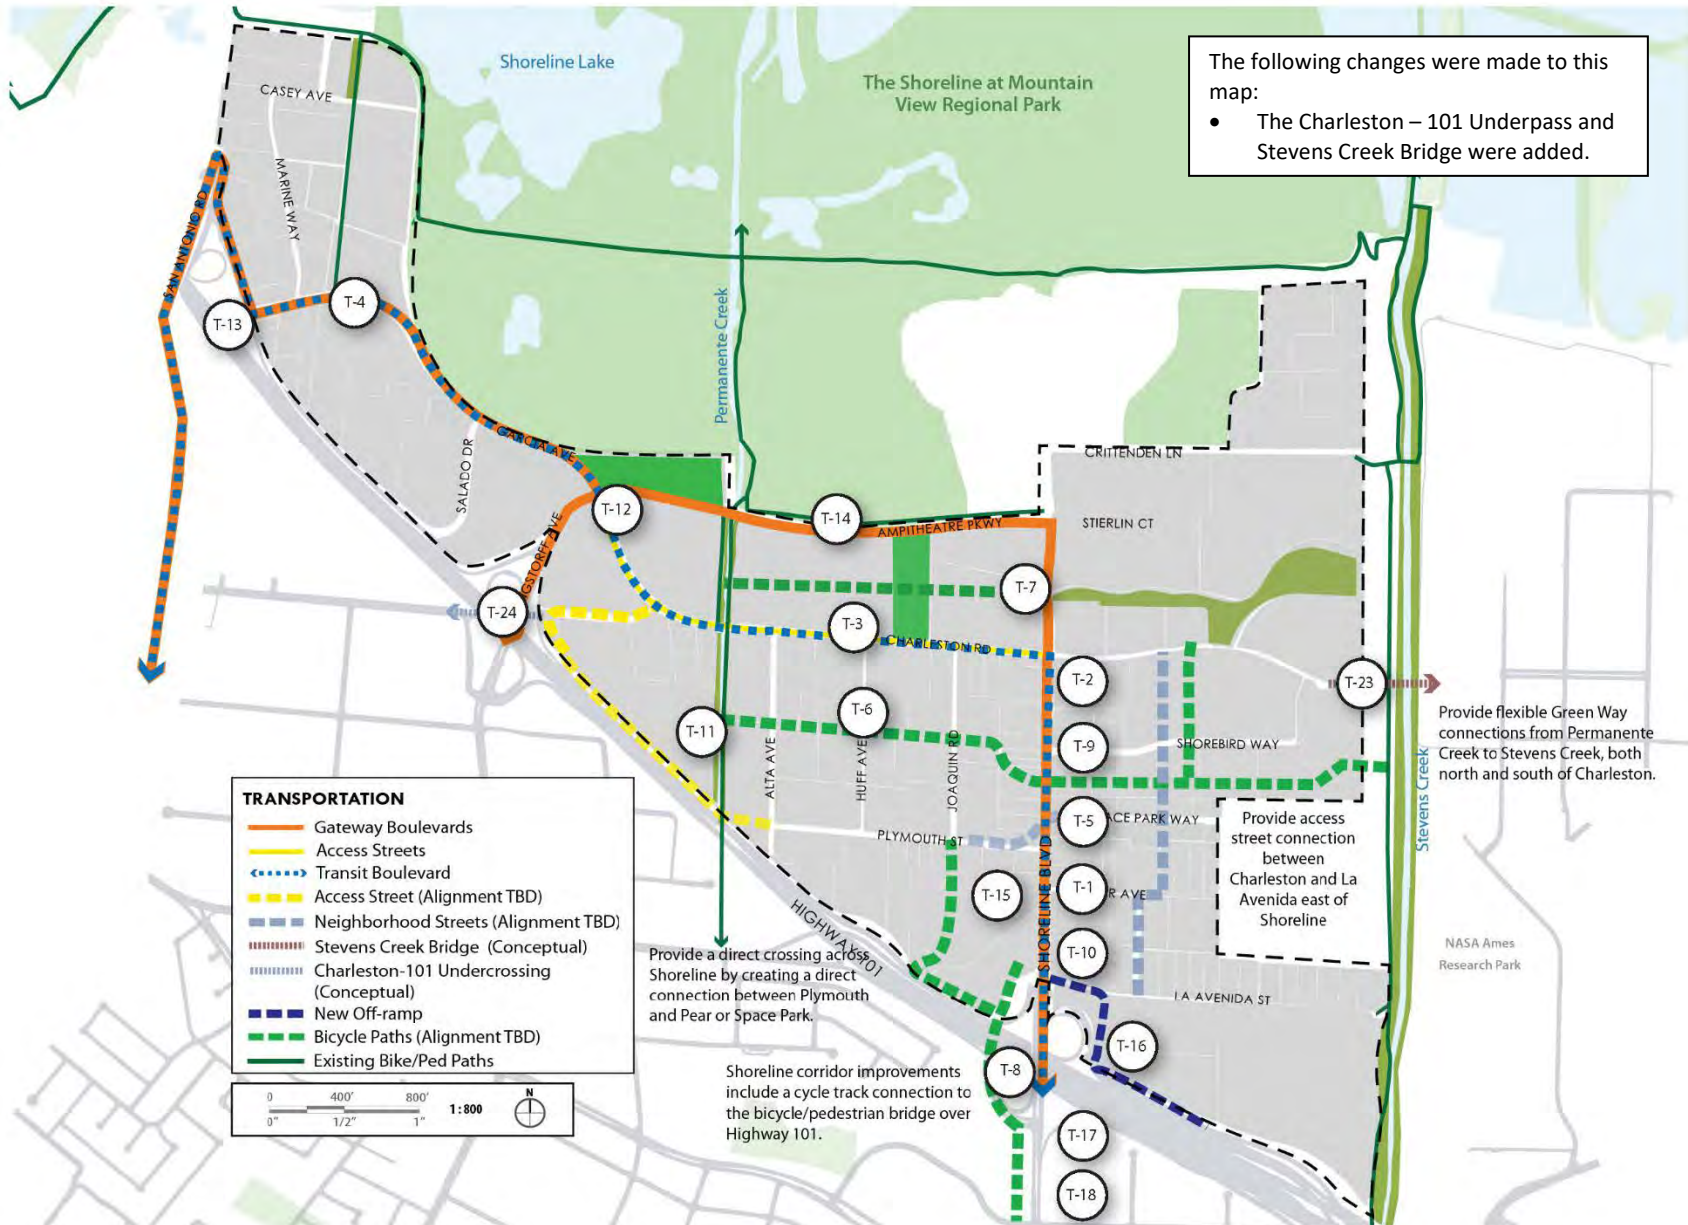 The following changes were made to this
map:
• The Charleston – 101 Underpass and
Stevens Creek Bridge were added.
Shoreline Lake
The Shoreline at Mountain
View Regional Park
CASEY AVE
MARINE WAY
SAN ANTONIO RD
T-13
T-4
Permanente Creek
GARCIA AVE
SALADO DR
CRITTENDEN LN
T-12
T-14
AMPITHEATRE PKWY
STIERLIN CT
NGSTORFF AVE
T-24
T-7
T-3
CHARLESTON RD
T-2
T-23
T-6
T-11
T-9
SHOREBIRD WAY
Provide flexible Green Way
connections from Permanente
Creek to Stevens Creek, both
north and south of Charleston.
ALTA AVE
HUFF AVE
JOAQUIN RD
Stevens Creek
T-5
ACE PARK WAY
PLYMOUTH ST
Provide access
street connection
between
Charleston and La
Avenida east of
Shoreline
T-15
SHORELINE BLVD
T-1
R AVE
HIGHWAY 101
T-10
NASA Ames
Research Park
Provide a direct crossing across
Shoreline by creating a direct
connection between Plymouth
and Pear or Space Park.
LA AVENIDA ST
T-16
T-8
Shoreline corridor improvements
include a cycle track connection to
the bicycle/pedestrian bridge over
Highway 101.
T-17
T-18
TRANSPORTATION
Gateway Boulevards
Access Streets
Transit Boulevard
Access Street (Alignment TBD)
Neighborhood Streets (Alignment TBD)
Stevens Creek Bridge (Conceptual)
Charleston-101 Undercrossing
(Conceptual)
New Off-ramp
Bicycle Paths (Alignment TBD)
Existing Bike/Ped Paths
0 400' 800'
0" 1/2" 1"
1:800
N